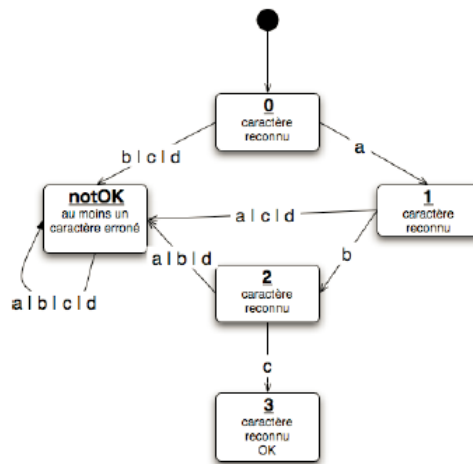 0
caractère
reconnu
b | c | d
a
notOK
au moins un
caractère erroné
1
caractère
reconnu
a | c | d
a | b | d
b
2
caractère
reconnu
a | b | c | d
c
3
caractère
reconnu
OK